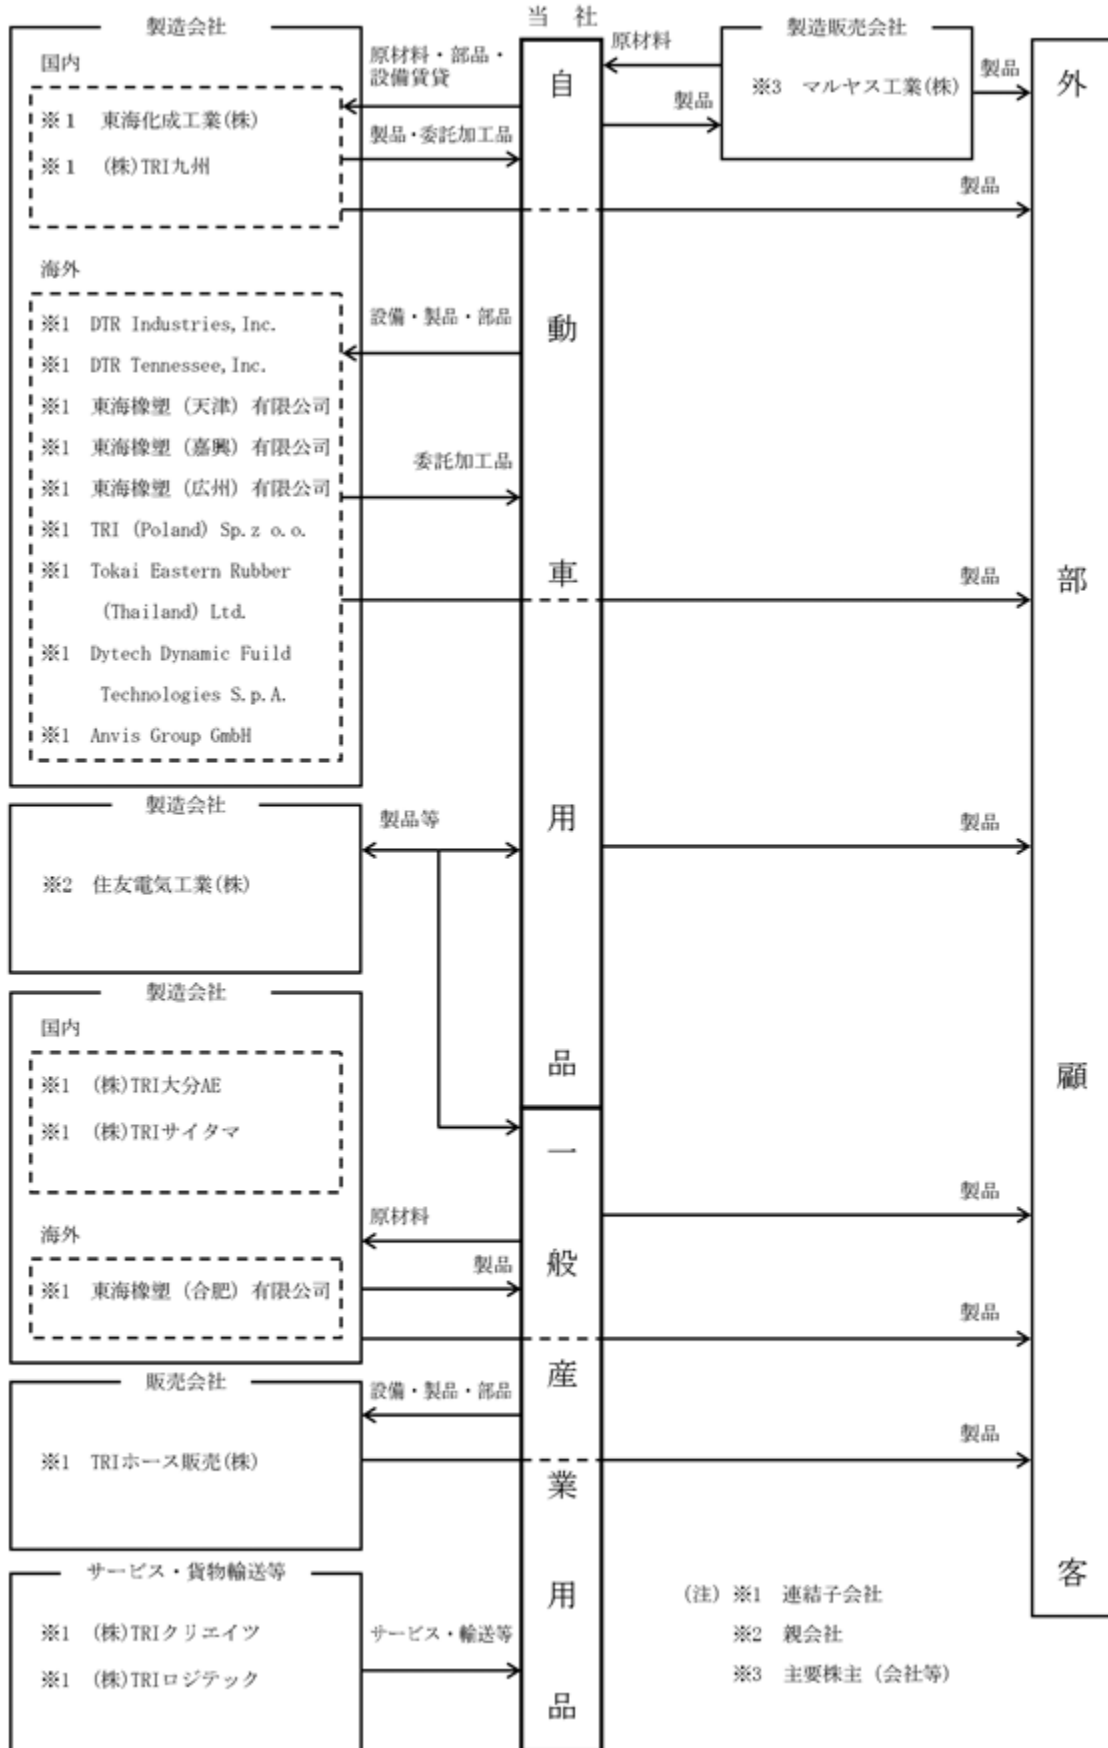 当 社
製造会社
国内
※１ 東海化成工業(株)
※１ (株)TRI九州
原材料・部品・
設備賃貸
製品・委託加工品
海外
※1 DTR Industries,Inc.
※1 DTR Tennessee,Inc.
※1 東海橡塑（天津）有限公司
※1 東海橡塑（嘉興）有限公司
※1 東海橡塑（広州）有限公司
※1 TRI (Poland) Sp.z o.o.
※1 Tokai Eastern Rubber
(Thailand) Ltd.
※1 Dytech Dynamic Fuild
Technologies S.p.A.
※1 Anvis Group GmbH
設備・製品・部品
委託加工品
製造会社
※2 住友電気工業(株)
製品等
製造会社
国内
※1 (株)TRI大分AE
※1 (株)TRIサイタマ
海外
※1 東海橡塑（合肥）有限公司
原材料
製品
販売会社
※1 TRIホース販売(株)
設備・製品・部品
サービス・貨物輸送等
※1 (株)TRIクリエイツ
※1 (株)TRIロジテック
サービス・輸送等
自動車用品
一般産業用品
製造販売会社
※3 マルヤス工業(株)
原材料
製品
製品
製品
製品
製品
製品
製品
製品
外部顧客
（注）※1 連結子会社
※2 親会社
※3 主要株主（会社等）